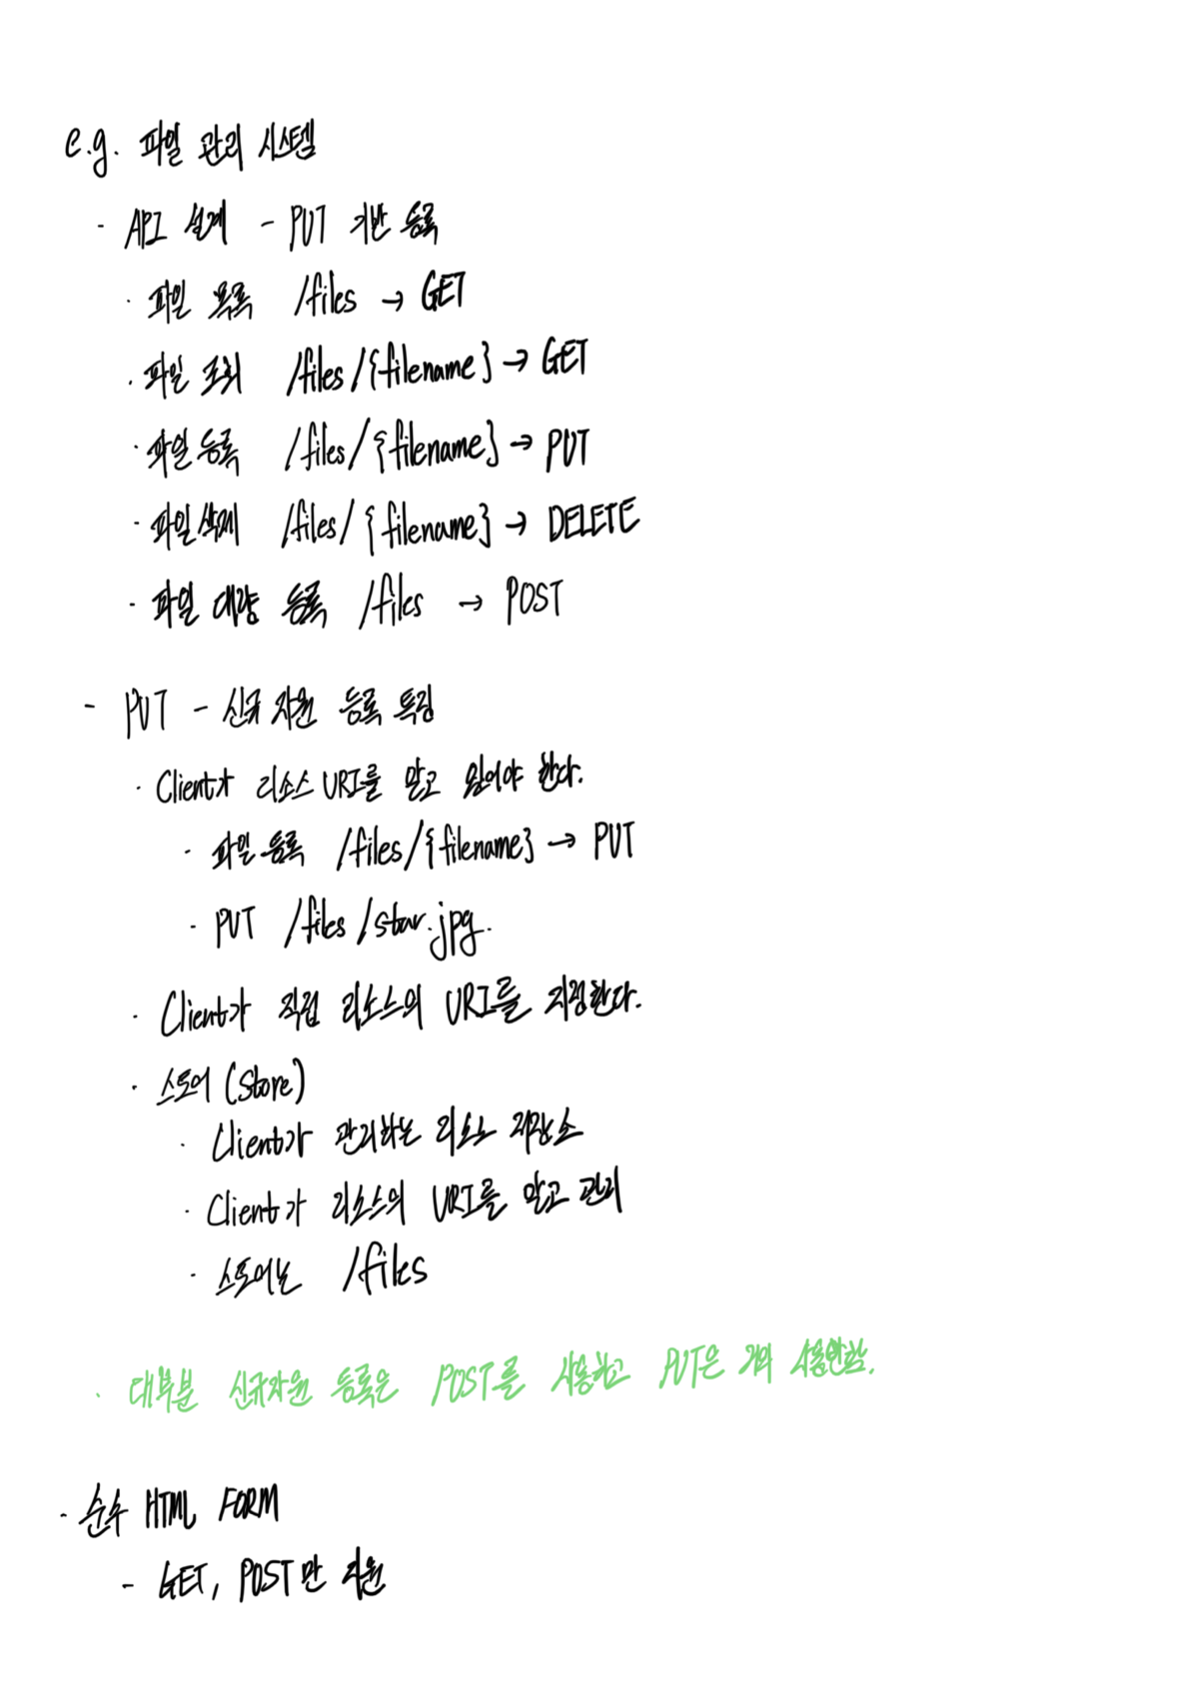 e.g. 파일 관리 시스템
- API 설계 - PUT 기반 등록
· 파일 목록 /files → GET
· 파일 조회 /files/{filename} → GET
· 파일 등록 /files/{filename} → PUT
· 파일 삭제 /files/{filename} → DELETE
· 파일 대량 등록 /files → POST
- PUT - 신규 자원 등록 특징
· Client가 리소스 URI를 알고 있어야 한다.
· 파일 등록 /files/{filename} → PUT
· PUT /files/star.jpg.
· Client가 직접 리소스의 URI를 지정한다.
· 스토어 (Store)
· Client가 관리하는 리소스 저장소
· Client가 리소스의 URI를 알고 관리
· 스토어는 /files
· 대부분 신규자원 등록은 POST를 사용하고 PUT은 거의 사용안함.
· 순수 HTML FORM
- GET, POST만 지원